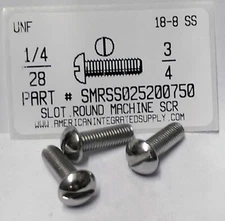 UNF 18-8 SS
1/4 3/4
28
PART # SMRSS025200750
SLOT ROUND MACHINE SCR
WWW.AMERICANINTEGRATEDSUPPLY.COM